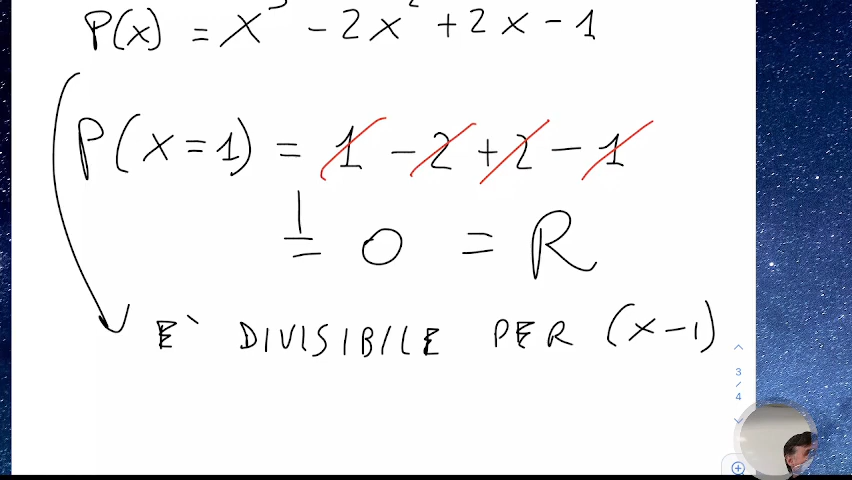 P(x) = x³ - 2x² + 2x - 1
P(x=1) = 1 - 2 + 2 - 1
= 0 = R
E` DIVISIBILE PER (x-1)
3
/
4